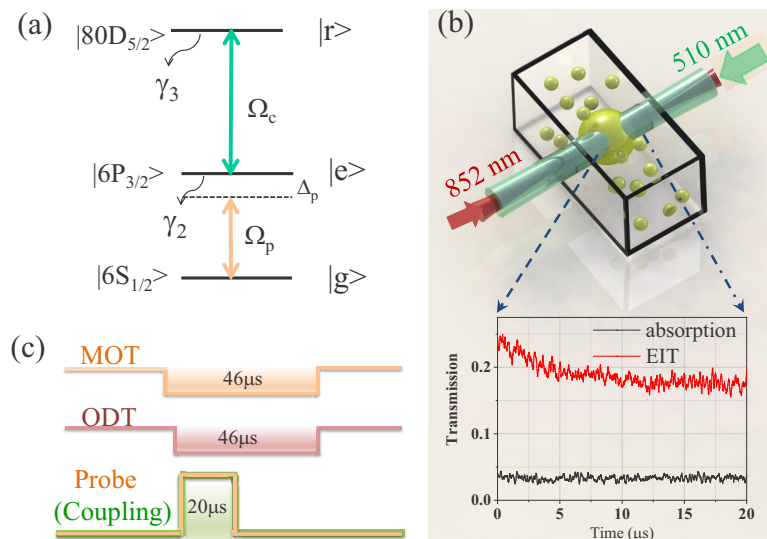 (a)
|80D5/2>
|r>
γ3
Ωc
|6P3/2>
|e>
Δp
γ2
Ωp
|6S1/2>
|g>
(b)
510 nm
852 nm
absorption
EIT
Transmission
0.2
0.1
0.0
0 5 10 15 20
Time (μs)
(c)
MOT
46μs
ODT
46μs
Probe
(Coupling)
20μs